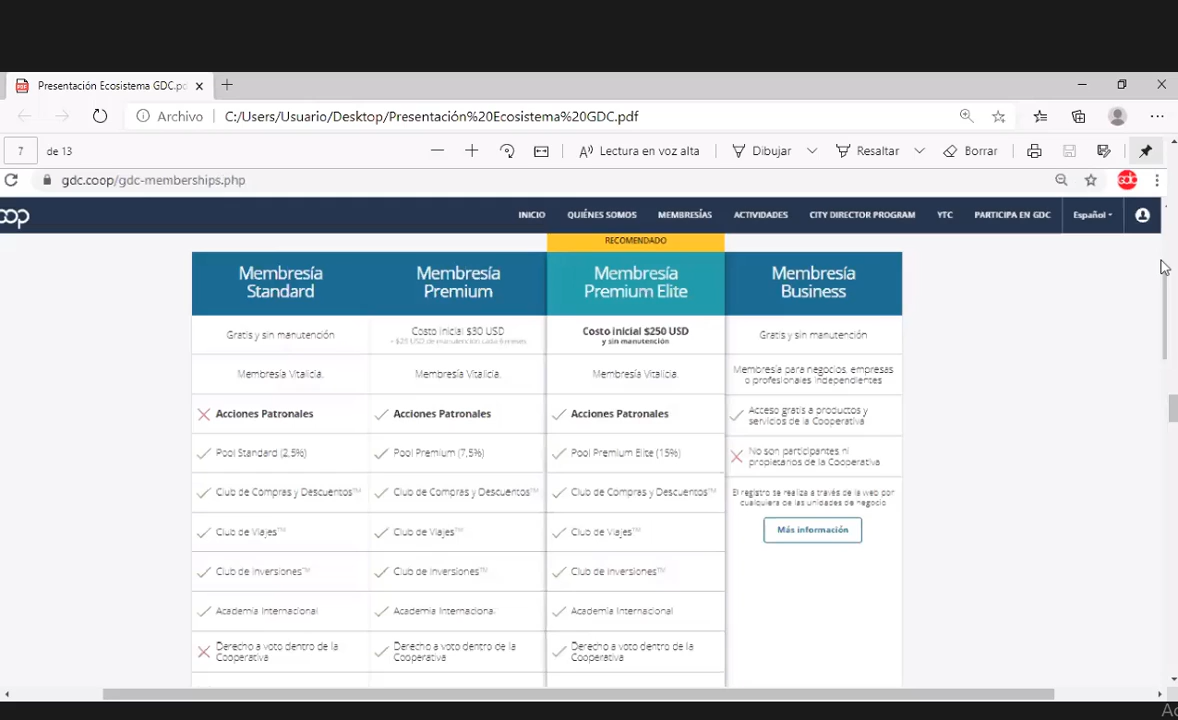 Presentación Ecosistema GDC.pd
Archivo
C:/Users/Usuario/Desktop/Presentación%20Ecosistema%20GDC.pdf
7 de 13
Lectura en voz alta
Dibujar
Resaltar
Borrar
gdc.coop/gdc-memberships.php
GDC
oop
INICIO QUIÉNES SOMOS MEMBRESÍAS ACTIVIDADES CITY DIRECTOR PROGRAM YTC PARTICIPA EN GDC Español
RECOMENDADO
Membresía
Standard
Gratis y sin manutención
Membresía Vitalicia.
Acciones Patronales
Pool Standard (2,5%)
Club de Compras y Descuentos™
Club de Viajes™
Club de Inversiones™
Academia Internacional
Derecho a voto dentro de la
Cooperativa
Membresía
Premium
Costo inicial $30 USD
de manutención cada 6 meses
Membresía Vitalicia.
Acciones Patronales
Pool Premium (7,5%)
Club de Compras y Descuentos™
Club de Viajes™
Club de Inversiones™
Academia Internaciona
Derecho a voto dentro de la
Cooperativa
Membresía
Premium Elite
Costo inicial $250 USD
y sin manutención
Membresía Vitalicia.
Acciones Patronales
Pool Premium Elite (15%)
Club de Compras y Descuentos™
Club de Viajes™
Club de Inversiones™
Academia Internacional
Derecho a voto dentro de la
Cooperativa
Membresía
Business
Gratis y sin manutención
Membresía para negocios, empresas
o profesionales independientes
Acceso gratis a productos y
servicios de la Cooperativa
No son participantes ni
propietarios de la Cooperativa
El registro se realiza a través de la web por
cualquiera de las unidades de negocio
Más información